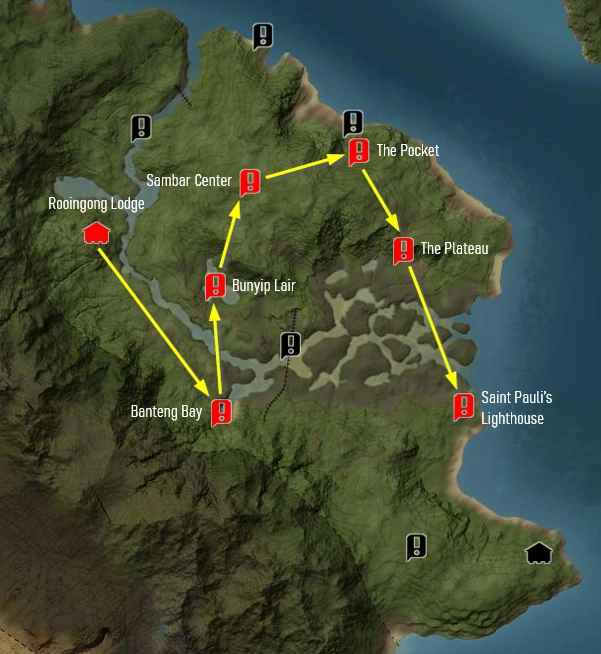 The Pocket
Sambar Center
Rooingong Lodge
The Plateau
Bunyip Lair
Banteng Bay
Saint Pauli's
Lighthouse